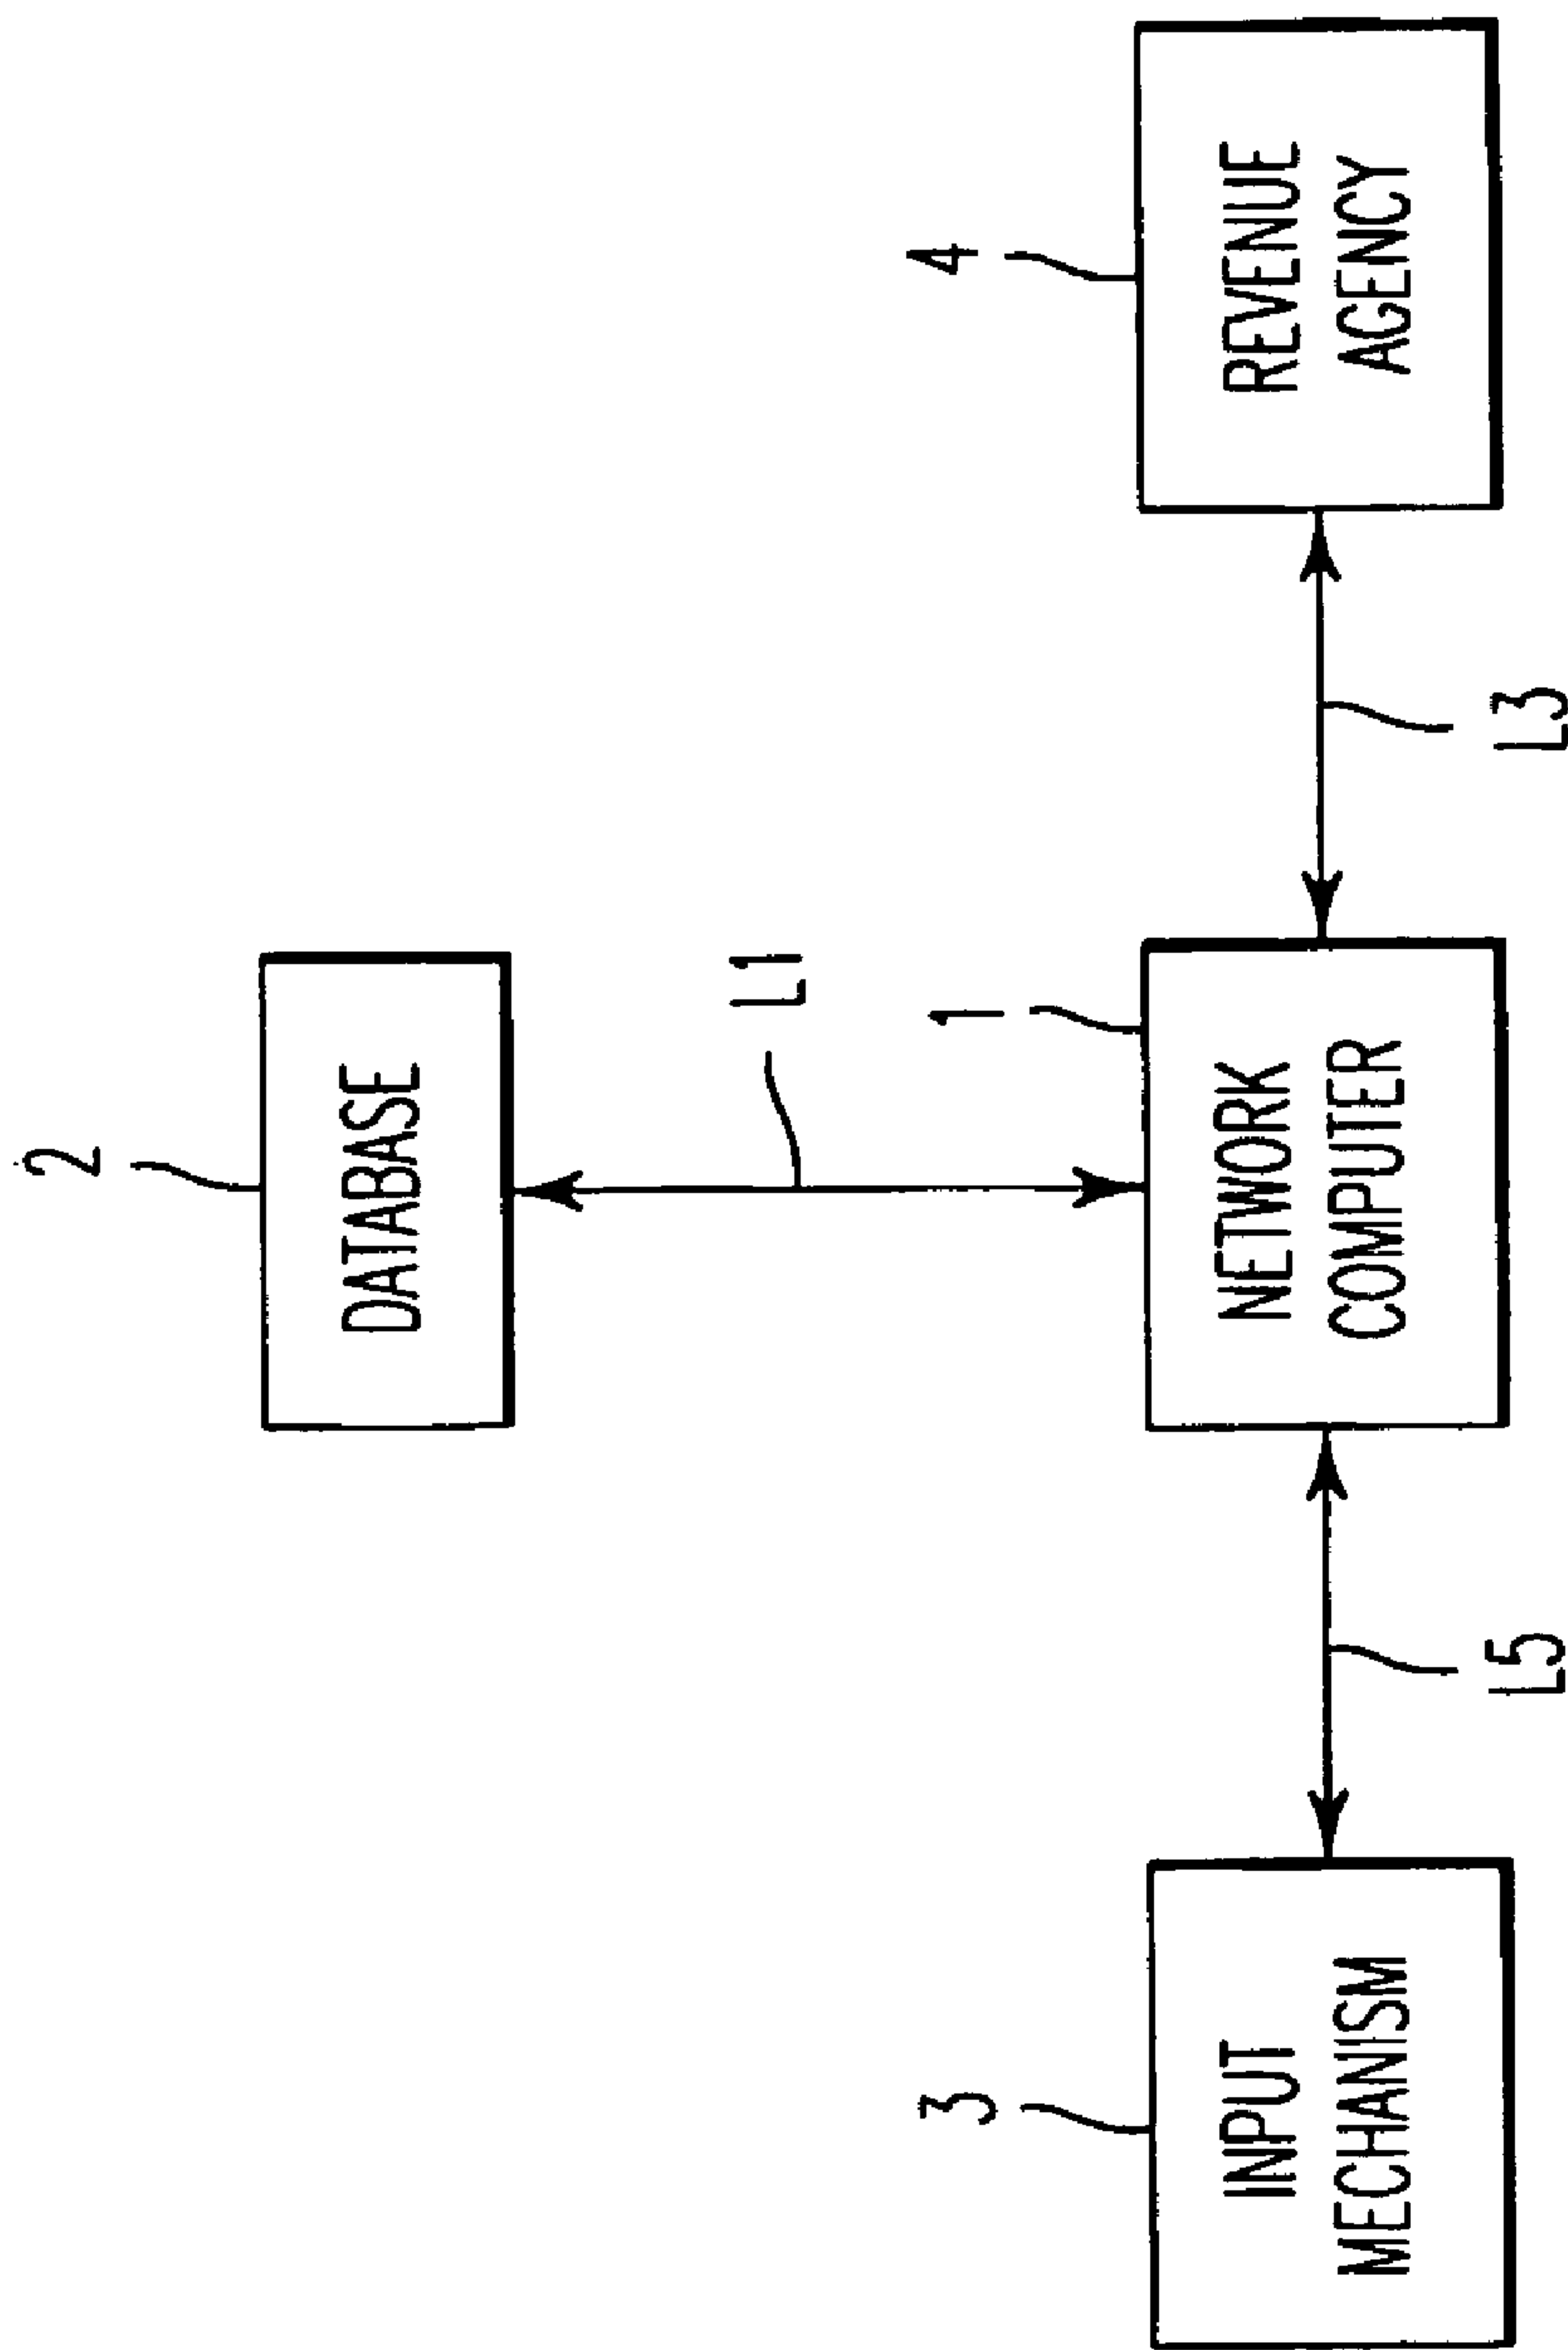 2
DATABASE
L1
3
INPUT
MECHANISM
L5
1
NETWORK
COMPUTER
L3
4
REVENUE
AGENCY